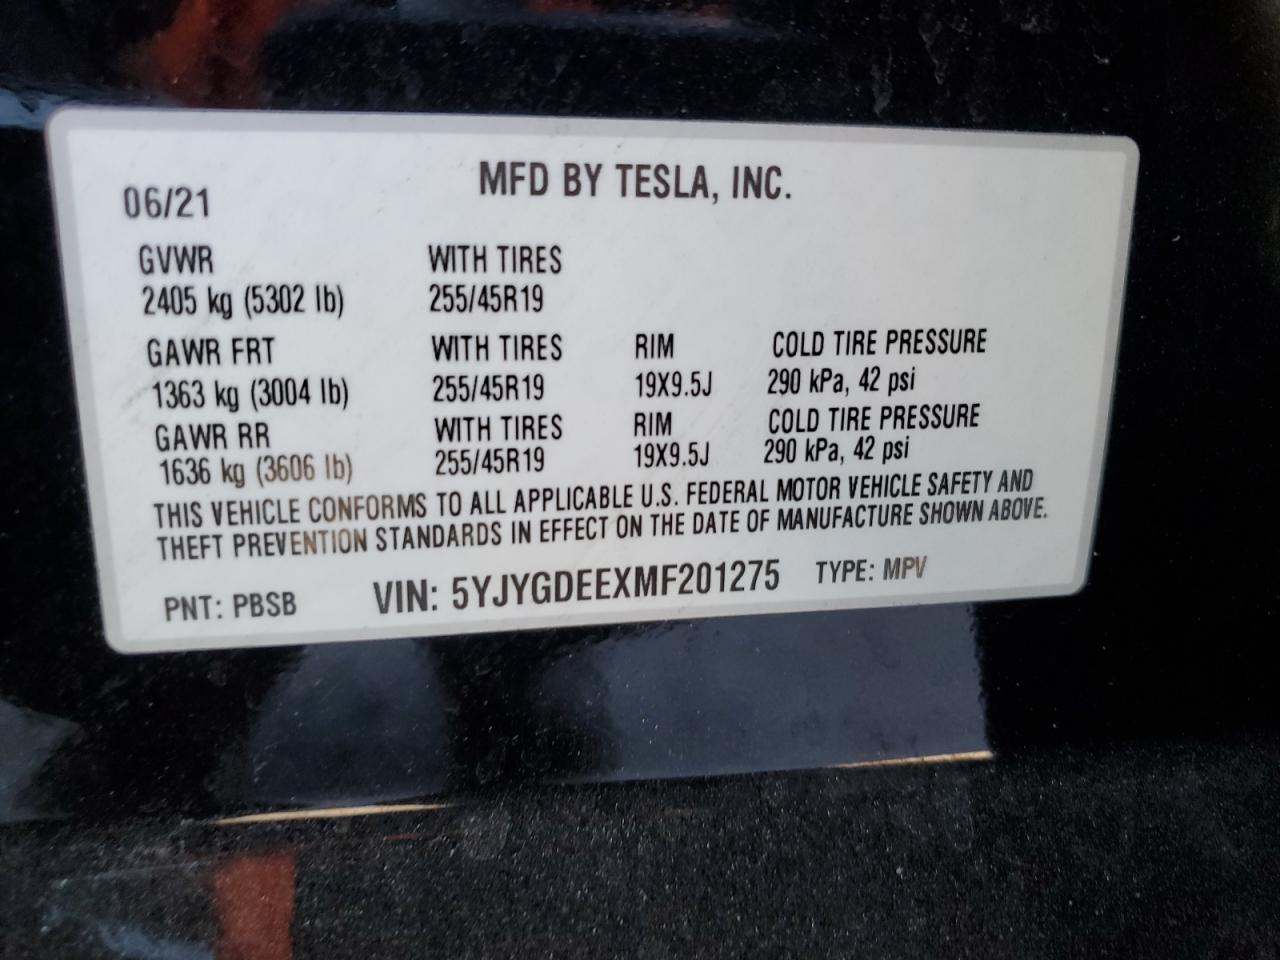 MFD BY TESLA, INC.
06/21
GVWR WITH TIRES
2405 kg (5302 lb) 255/45R19
GAWR FRT WITH TIRES RIM COLD TIRE PRESSURE
1363 kg (3004 lb) 255/45R19 19X9.5J 290 kPa, 42 psi
GAWR RR WITH TIRES RIM COLD TIRE PRESSURE
1636 kg (3606 lb) 255/45R19 19X9.5J 290 kPa, 42 psi
THIS VEHICLE CONFORMS TO ALL APPLICABLE U.S. FEDERAL MOTOR VEHICLE SAFETY AND
THEFT PREVENTION STANDARDS IN EFFECT ON THE DATE OF MANUFACTURE SHOWN ABOVE.
PNT: PBSB VIN: 5YJYGDEEXMF201275 TYPE: MPV